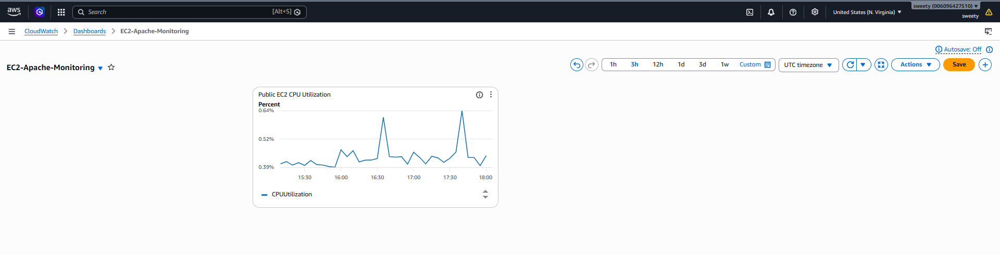 aws
Search [Alt+S]
United States (N. Virginia)
sweety (006096427510)
sweety
CloudWatch Dashboards EC2-Apache-Monitoring
Autosave: Off
EC2-Apache-Monitoring
1h 3h 12h 1d 3d 1w Custom
UTC timezone
Actions
Save
Public EC2 CPU Utilization
Percent
0.64%
0.52%
0.39%
15:30 16:00 16:30 17:00 17:30 18:00
CPUUtilization